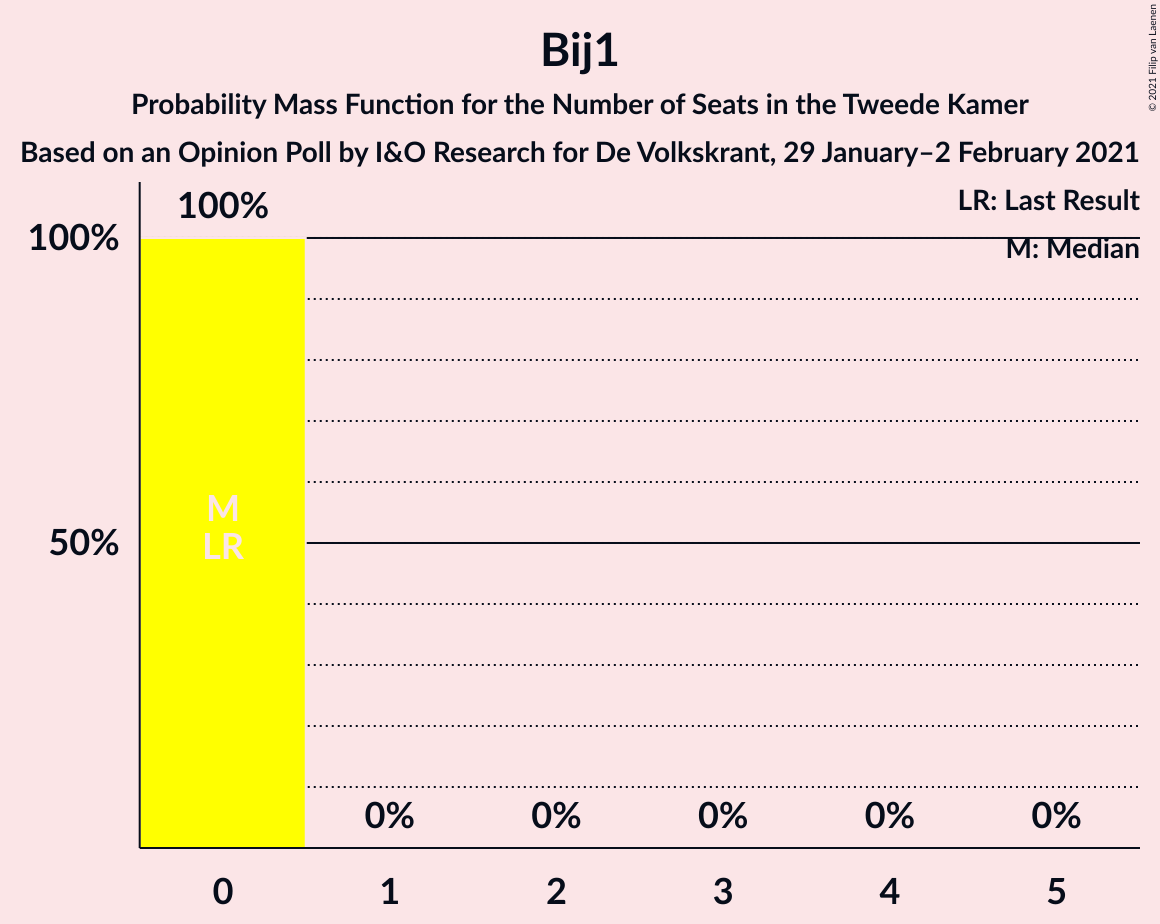 Bij1
Probability Mass Function for the Number of Seats in the Tweede Kamer
Based on an Opinion Poll by I&O Research for De Volkskrant, 29 January–2 February 2021
© 2021 Filip van Laenen
LR: Last Result
M: Median
100%
100%
50%
M
LR
0% 0% 0% 0% 0%
0 1 2 3 4 5